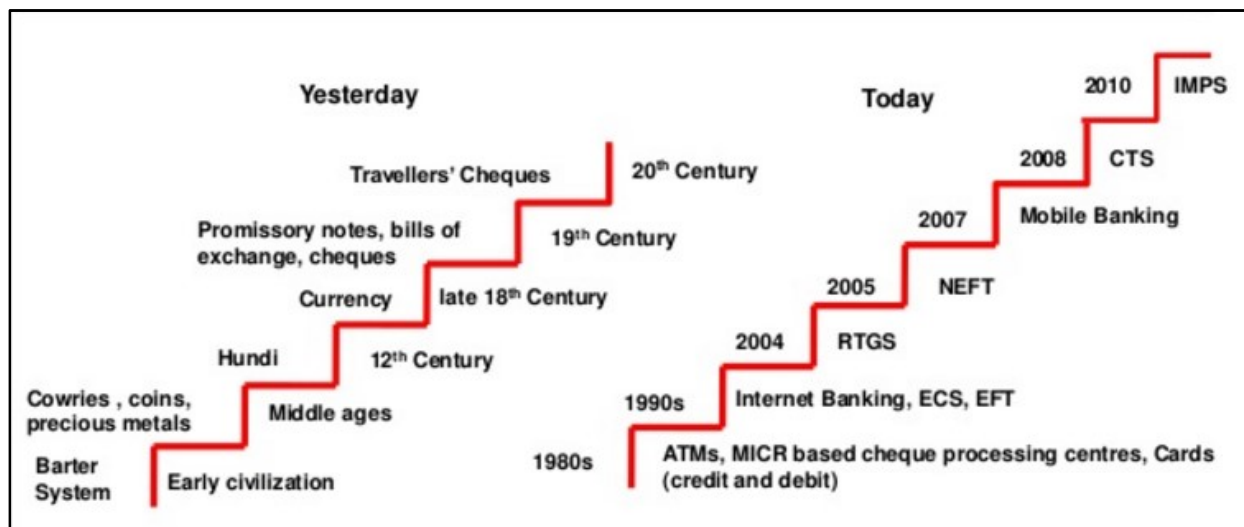 Yesterday
Travellers' Cheques
20th Century
Promissory notes, bills of
exchange, cheques
19th Century
Currency
late 18th Century
Hundi
12th Century
Cowries , coins,
precious metals
Middle ages
Barter
System
Early civilization
Today
2010
IMPS
2008
CTS
2007
Mobile Banking
2005
NEFT
2004
RTGS
1990s
Internet Banking, ECS, EFT
1980s
ATMs, MICR based cheque processing centres, Cards
(credit and debit)